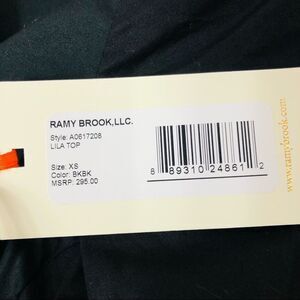 RAMY BROOK,LLC.
Style: A0617208
LILA TOP
Size: XS
Color: BKBK
MSRP: 295.00
8 89310 24861 2
www.ramybrook.com